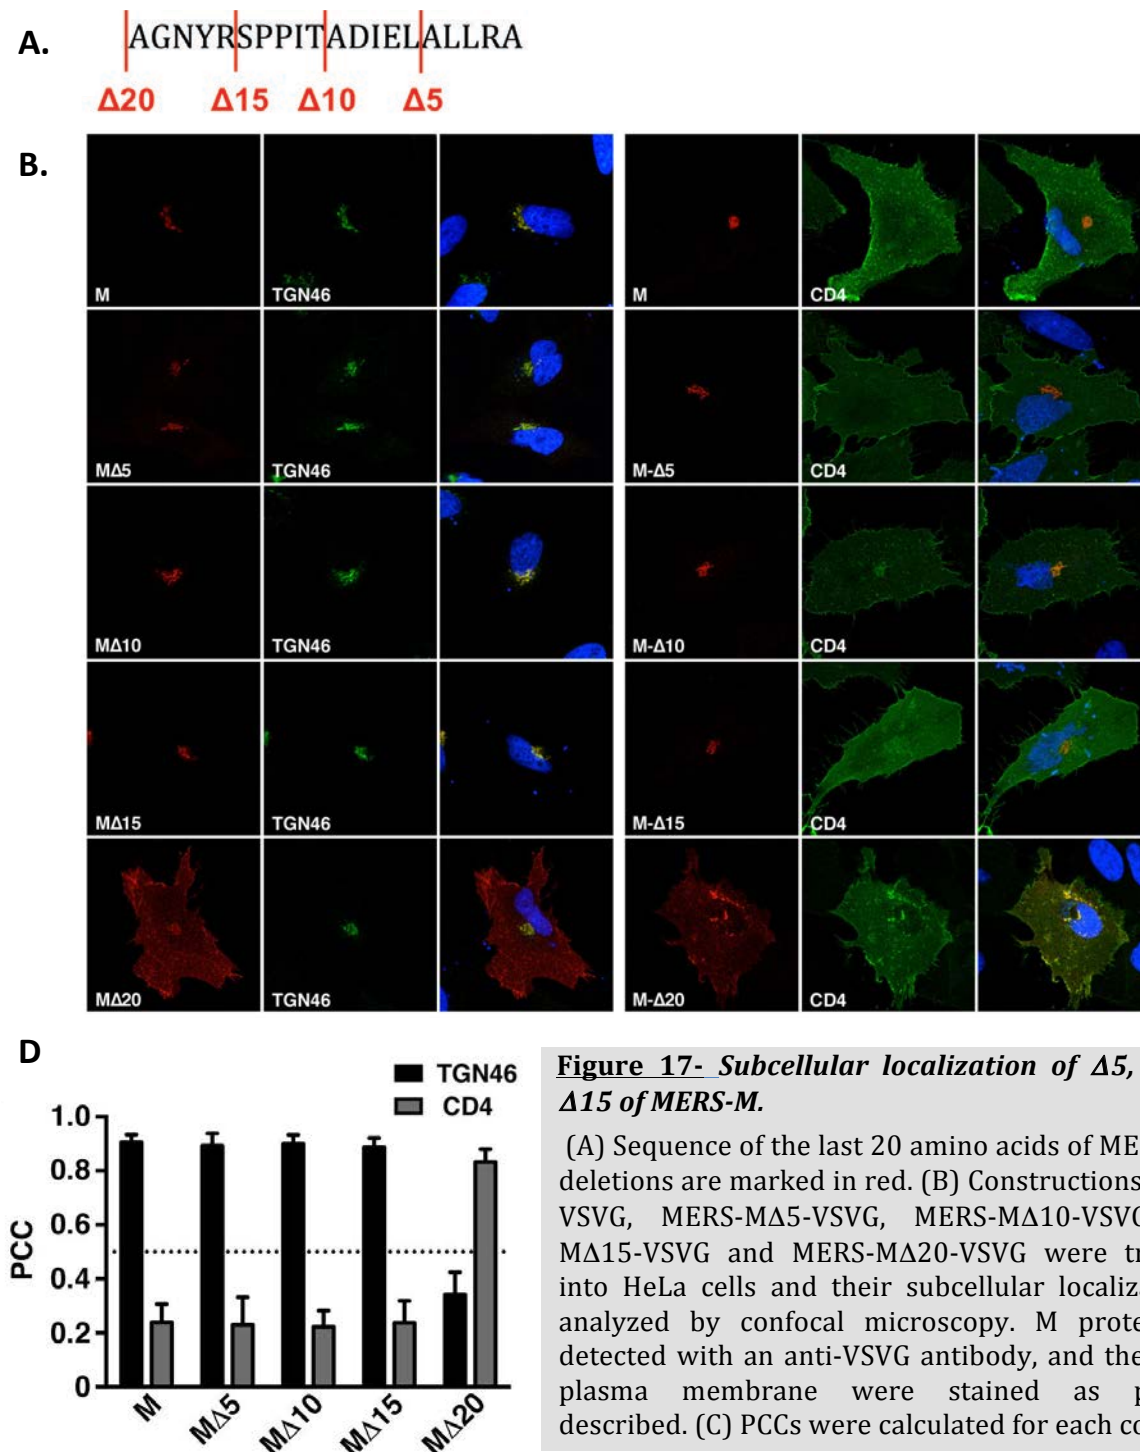 A.
AGNYRSPPITADIELALLRA
Δ20 Δ15 Δ10 Δ5
B.
M TGN46 M CD4
MΔ5 TGN46 M-Δ5 CD4
MΔ10 TGN46 M-Δ10 CD4
MΔ15 TGN46 M-Δ15 CD4
MΔ20 TGN46 M-Δ20 CD4
D
TGN46
CD4
PCC
1.0
0.8
0.6
0.4
0.2
0
M MΔ5 MΔ10 MΔ15 MΔ20
Figure 17- Subcellular localization of Δ5,
Δ15 of MERS-M.
(A) Sequence of the last 20 amino acids of ME
deletions are marked in red. (B) Constructions
VSVG, MERS-MΔ5-VSVG, MERS-MΔ10-VSVG
MΔ15-VSVG and MERS-MΔ20-VSVG were tr
into HeLa cells and their subcellular localiz
analyzed by confocal microscopy. M prote
detected with an anti-VSVG antibody, and the
plasma membrane were stained as p
described. (C) PCCs were calculated for each co